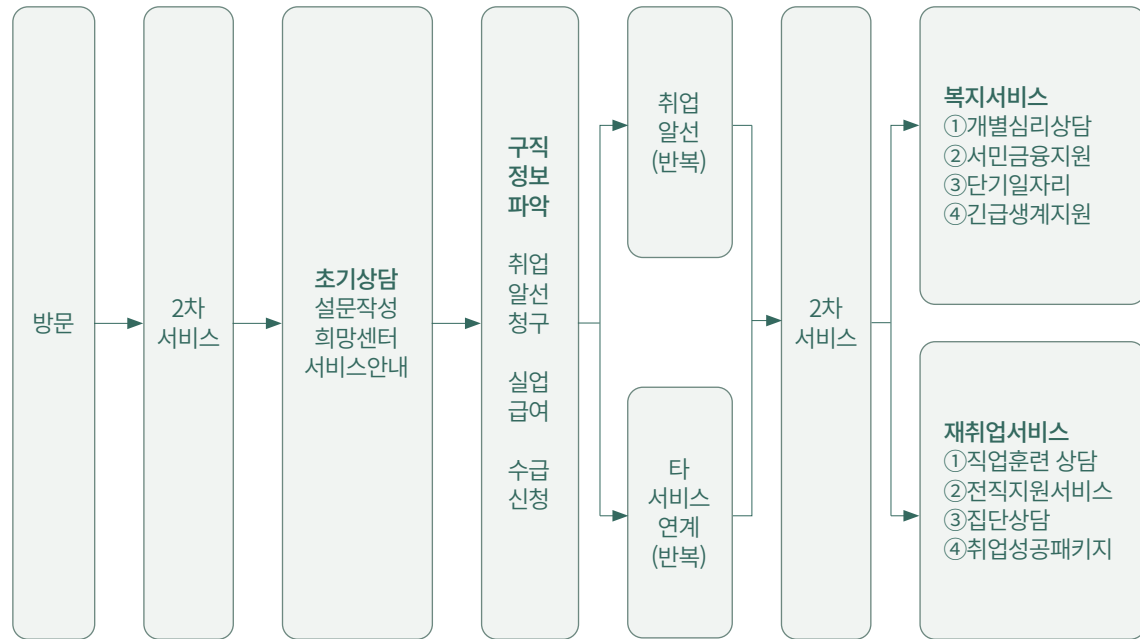 방문
2차
서비스
초기상담
설문작성
희망센터
서비스안내
구직
정보
파악
취업
알선
청구
실업
급여
수급
신청
취업
알선
(반복)
타
서비스
연계
(반복)
2차
서비스
복지서비스
①개별심리상담
②서민금융지원
③단기일자리
④긴급생계지원
재취업서비스
①직업훈련 상담
②전직지원서비스
③집단상담
④취업성공패키지